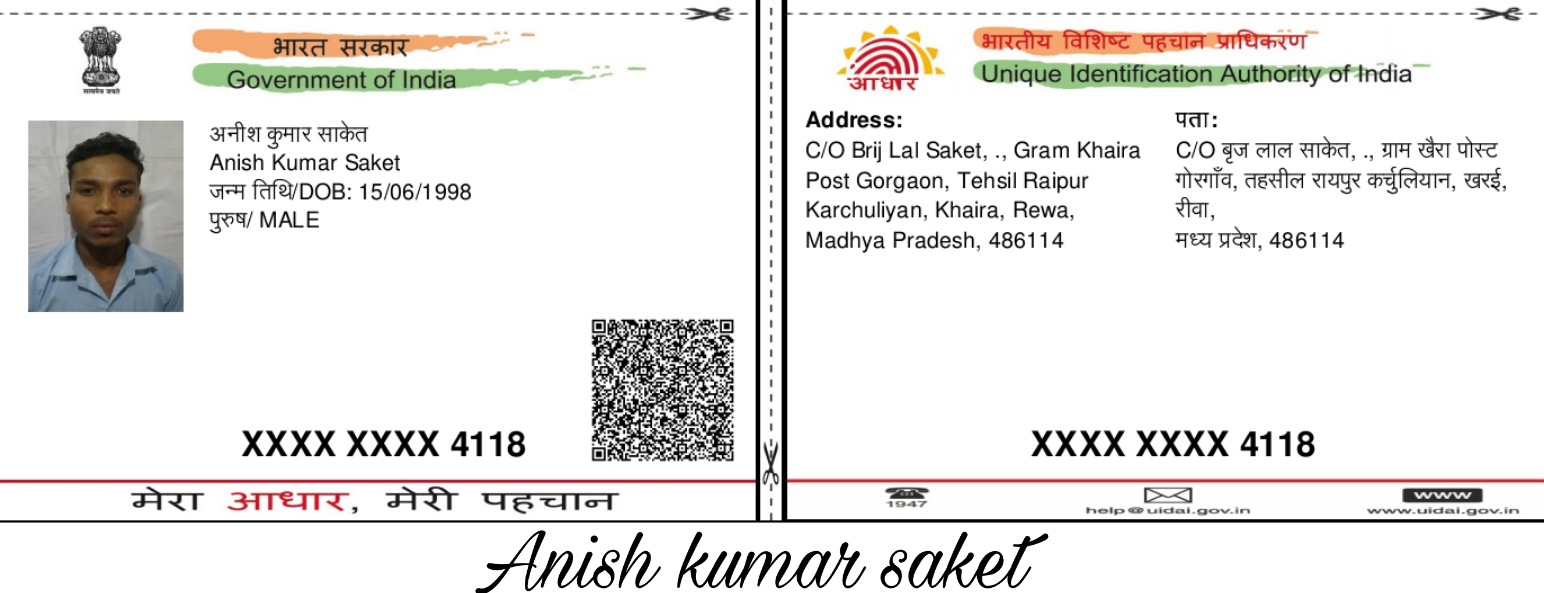 भारत सरकार
Government of India
सत्यमेव जयते
अनीश कुमार साकेत
Anish Kumar Saket
जन्म तिथि/DOB: 15/06/1998
पुरुष/ MALE
XXXX XXXX 4118
मेरा आधार, मेरी पहचान
आधार
भारतीय विशिष्ट पहचान प्राधिकरण
Unique Identification Authority of India
Address:
C/O Brij Lal Saket, ., Gram Khaira
Post Gorgaon, Tehsil Raipur
Karchuliyan, Khaira, Rewa,
Madhya Pradesh, 486114
पता:
C/O बृज लाल साकेत, ., ग्राम खैरा पोस्ट
गोरगाँव, तहसील रायपुर कर्चुलियान, खरई,
रीवा,
मध्य प्रदेश, 486114
XXXX XXXX 4118
1947
help@uidai.gov.in
www
www.uidai.gov.in
Anish kumar saket